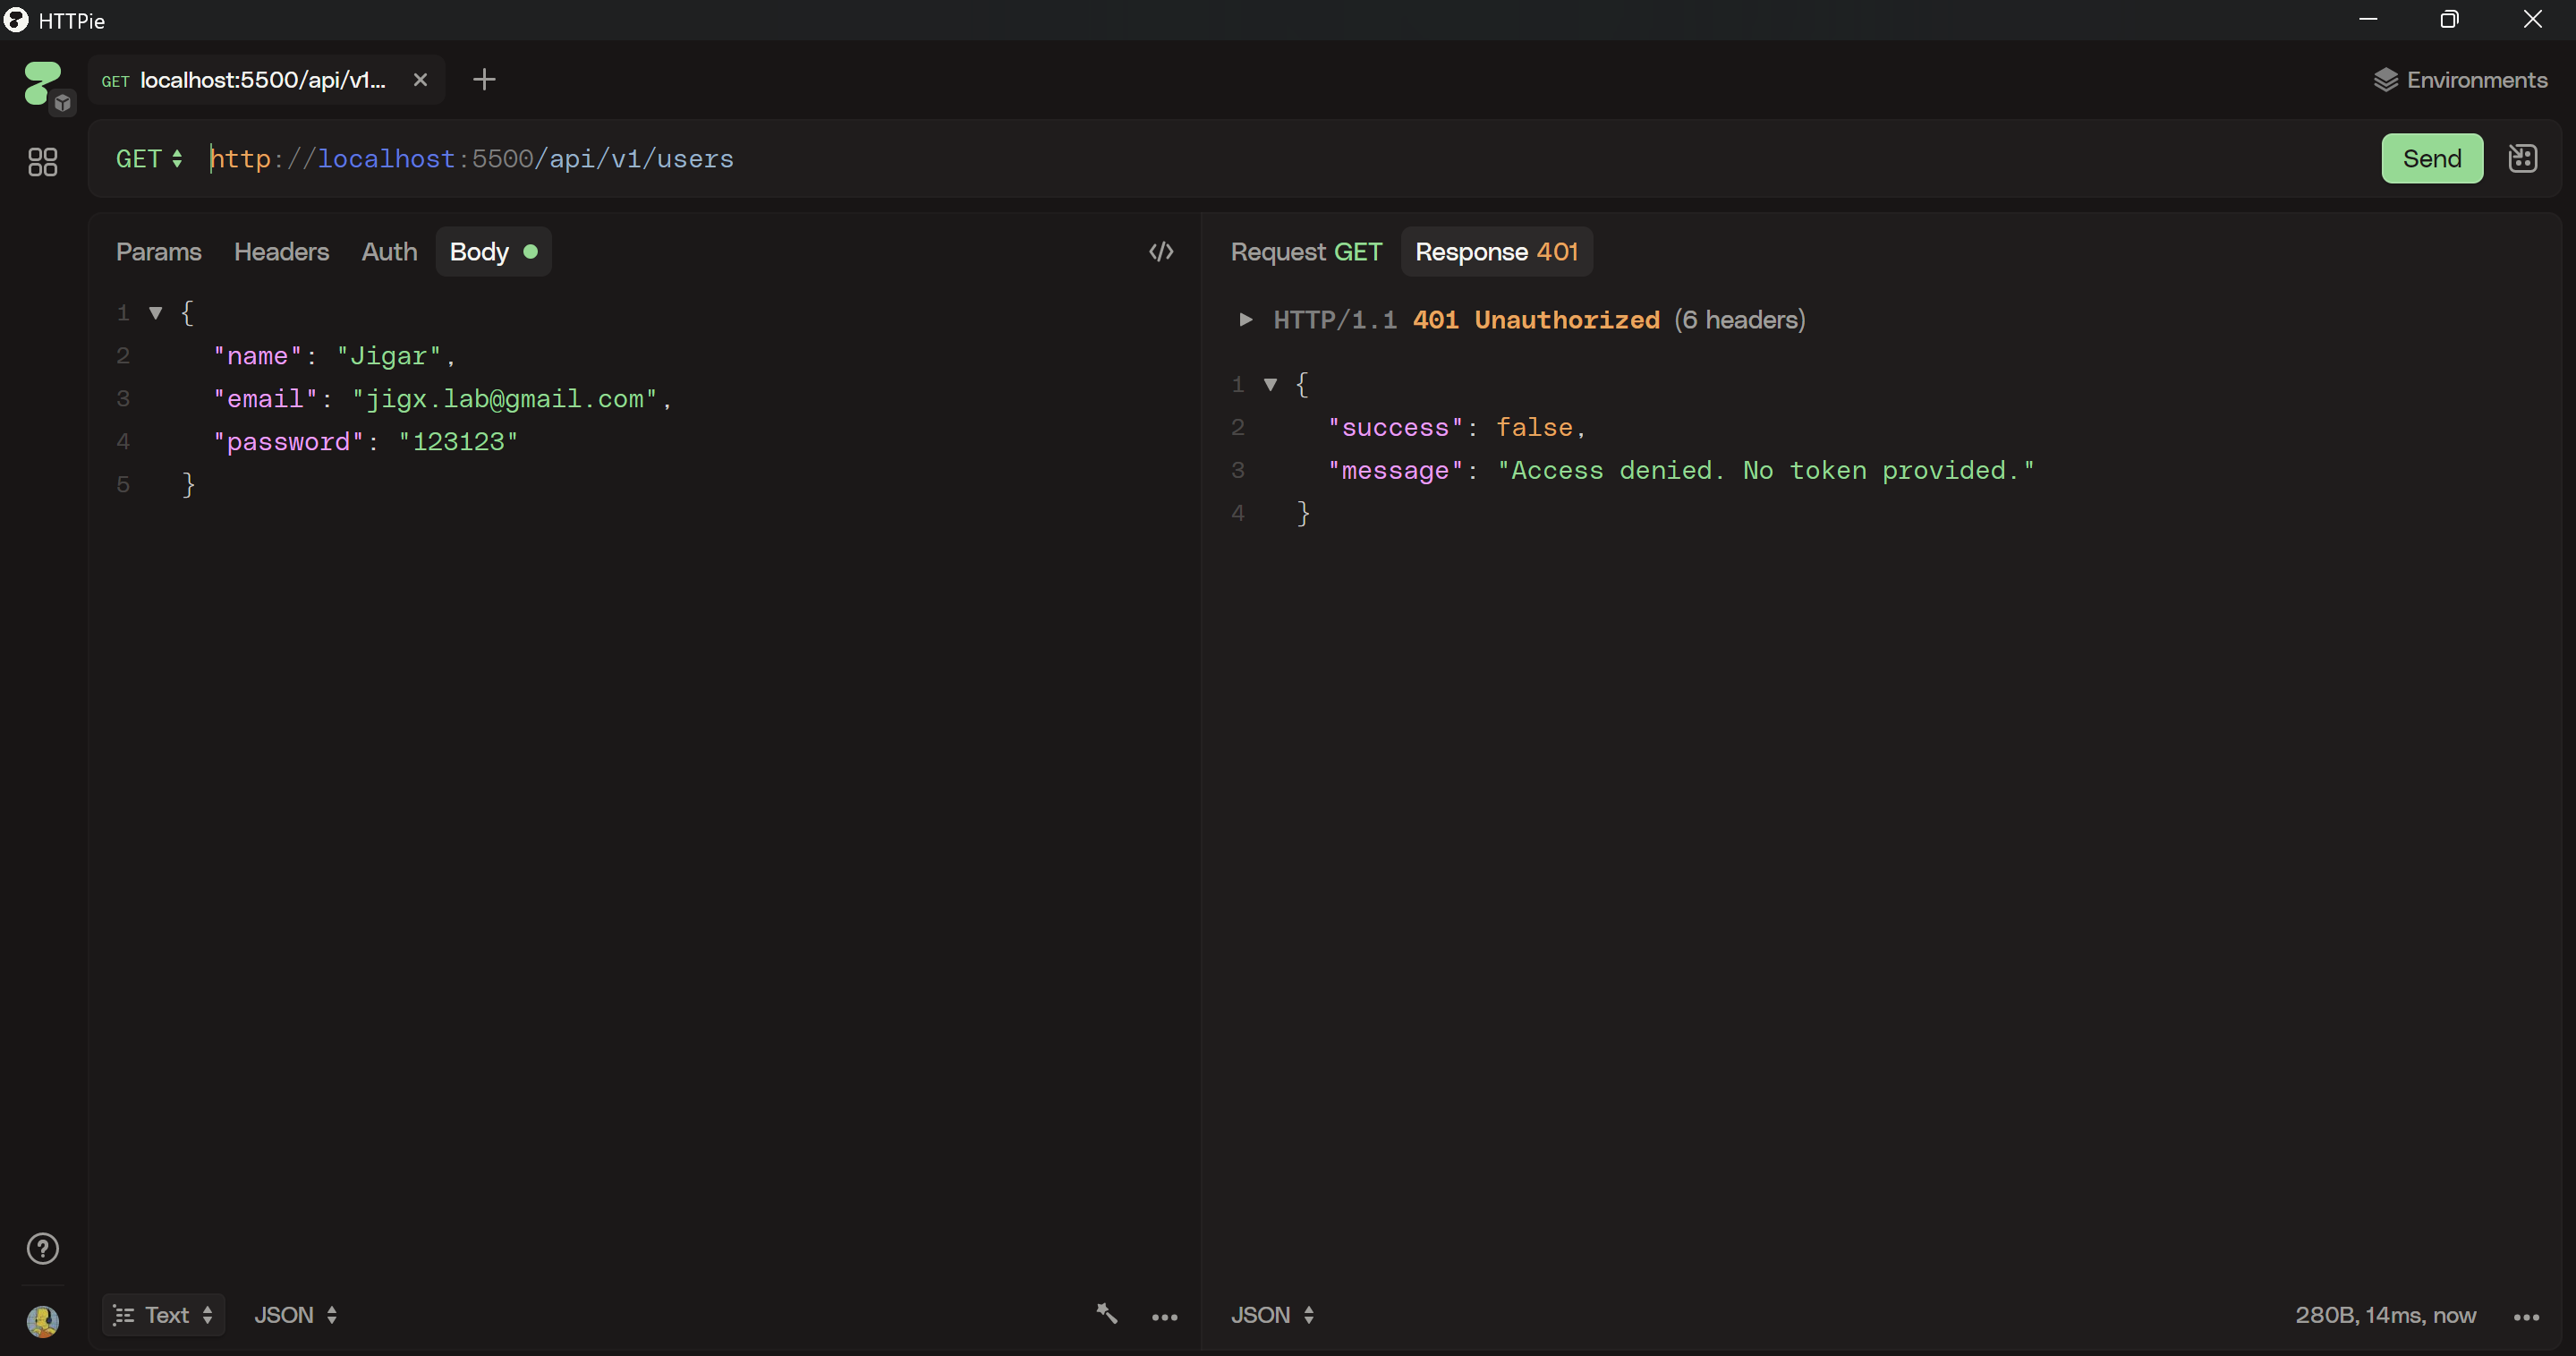 HTTPie
GET localhost:5500/api/v1...
Environments
GET http://localhost:5500/api/v1/users
Send
Params Headers Auth Body
Request GET Response 401
HTTP/1.1 401 Unauthorized (6 headers)
1 {
2 "name": "Jigar",
3 "email": "jigx.lab@gmail.com",
4 "password": "123123"
5 }
1 {
2 "success": false,
3 "message": "Access denied. No token provided."
4 }
Text JSON
JSON
280B, 14ms, now